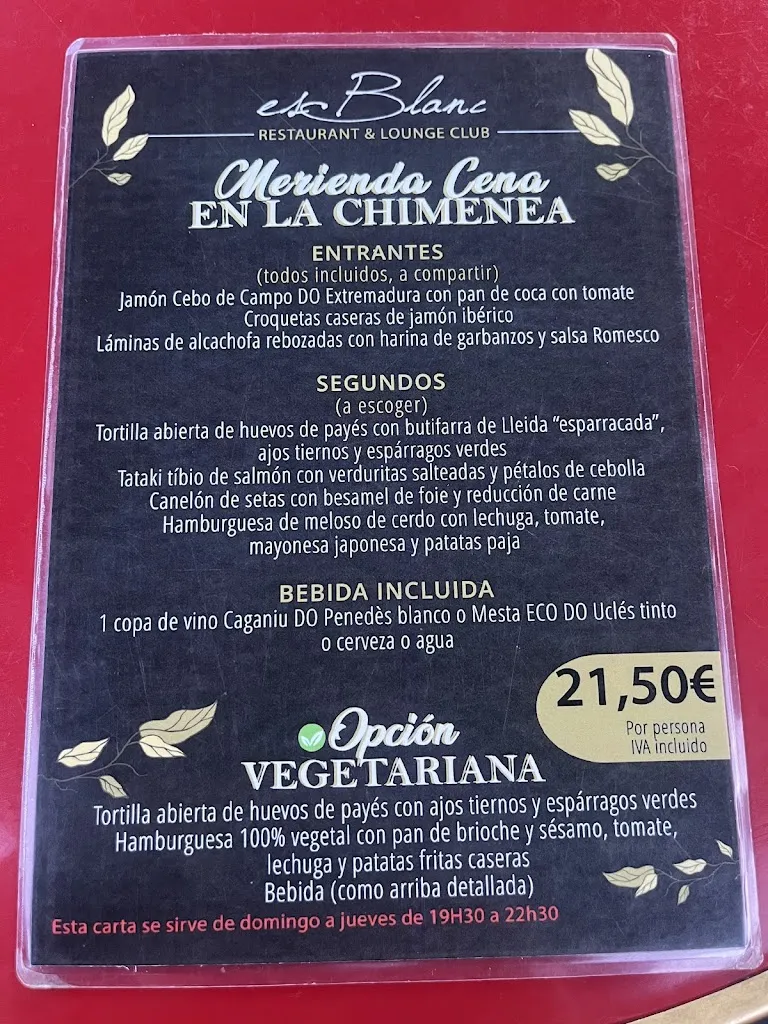 es Blanc
RESTAURANT & LOUNGE CLUB
Merienda Cena
EN LA CHIMENEA
ENTRANTES
(todos incluidos, a compartir)
Jamón Cebo de Campo DO Extremadura con pan de coca con tomate
Croquetas caseras de jamón ibérico
Láminas de alcachofa rebozadas con harina de garbanzos y salsa Romesco
SEGUNDOS
(a escoger)
Tortilla abierta de huevos de payés con butifarra de Lleida "esparracada",
ajos tiernos y espárragos verdes
Tataki tíbio de salmón con verduritas salteadas y pétalos de cebolla
Canelón de setas con besamel de foie y reducción de carne
Hamburguesa de meloso de cerdo con lechuga, tomate,
mayonesa japonesa y patatas paja
BEBIDA INCLUIDA
1 copa de vino Caganiu DO Penedès blanco o Mesta ECO DO Uclés tinto
o cerveza o agua
21,50€
Por persona
IVA incluido
Opción
VEGETARIANA
Tortilla abierta de huevos de payés con ajos tiernos y espárragos verdes
Hamburguesa 100% vegetal con pan de brioche y sésamo, tomate,
lechuga y patatas fritas caseras
Bebida (como arriba detallada)
Esta carta se sirve de domingo a jueves de 19H30 a 22h30